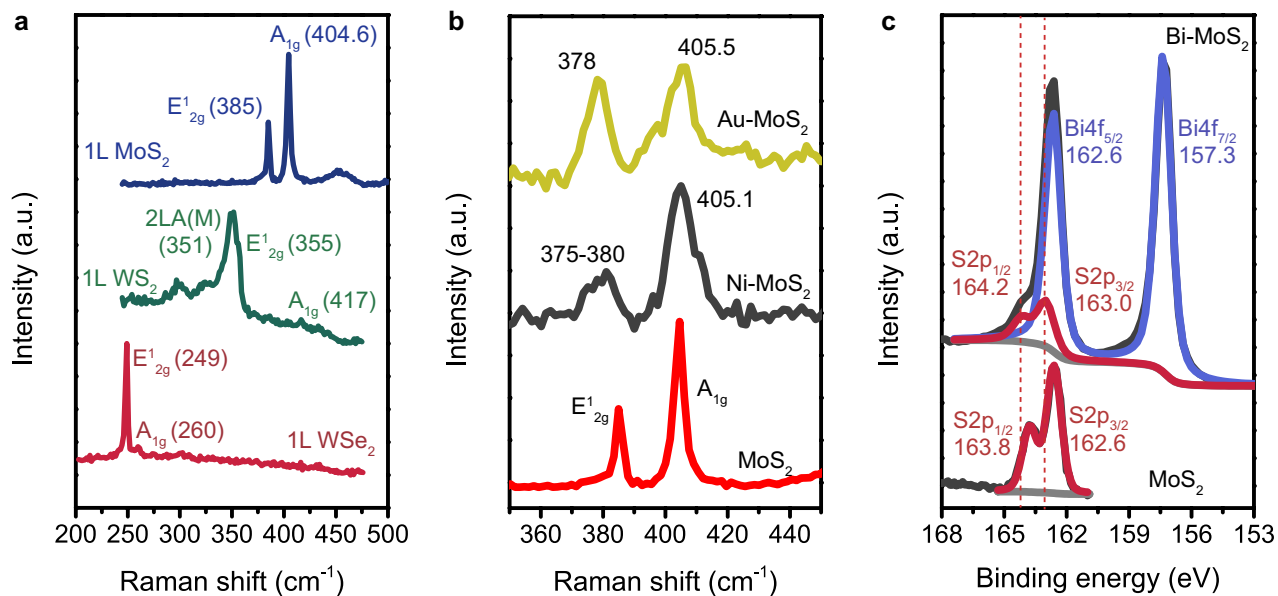 a
A1g (404.6)
E¹2g (385)
1L MoS2
2LA(M)
(351)
E¹2g (355)
1L WS2
A1g (417)
E¹2g (249)
A1g (260)
1L WSe2
Intensity (a.u.)
200 250 300 350 400 450 500
Raman shift (cm⁻¹)
b
378
405.5
Au-MoS2
405.1
375-380
Ni-MoS2
E¹2g
A1g
MoS2
Intensity (a.u.)
360 380 400 420 440
Raman shift (cm⁻¹)
c
Bi-MoS2
Bi4f5/2
162.6
Bi4f7/2
157.3
S2p1/2
164.2
S2p3/2
163.0
S2p1/2
163.8
S2p3/2
162.6
MoS2
Intensity (a.u.)
168 165 162 159 156 153
Binding energy (eV)